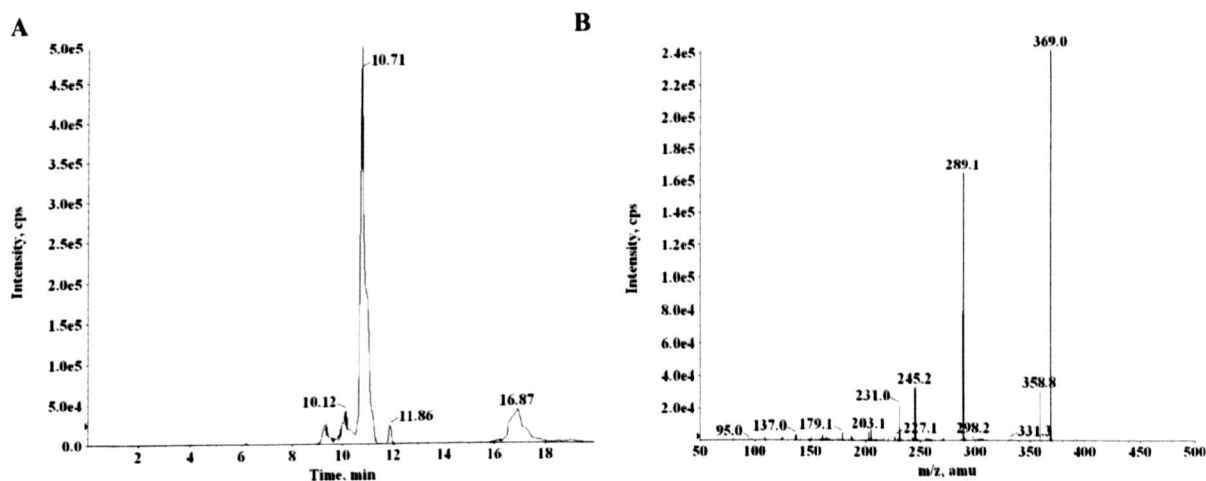 A
5.0e5
4.5e5
4.0e5
3.5e5
3.0e5
2.5e5
2.0e5
1.5e5
1.0e5
5.0e4
0.0
Intensity, cps
10.71
10.12
11.86
16.87
2 4 6 8 10 12 14 16 18
Time, min
B
2.4e5
2.2e5
2.0e5
1.8e5
1.6e5
1.4e5
1.2e5
1.0e5
8.0e4
6.0e4
4.0e4
2.0e4
Intensity, cps
369.0
289.1
358.8
245.2
231.0
95.0 137.0 179.1 203.1 227.1 298.2 331.3
50 100 150 200 250 300 350 400 450 500
m/z, amu